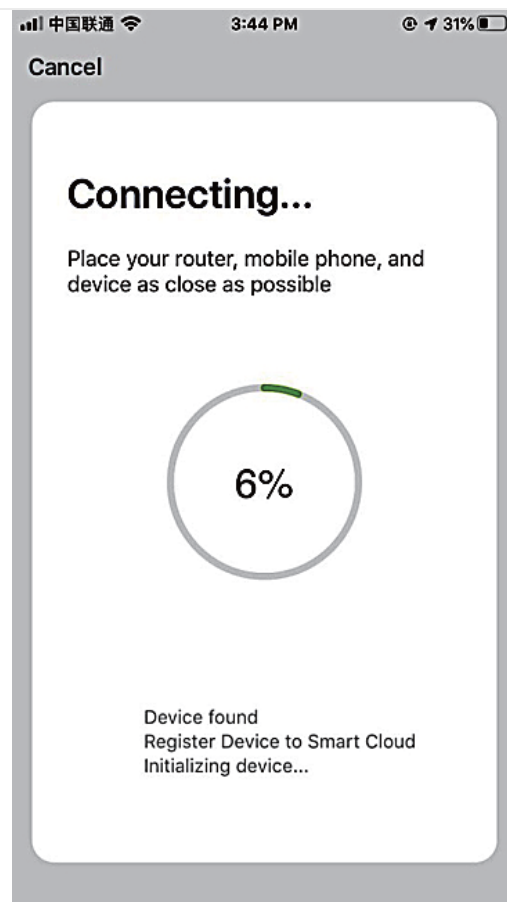 中国联通 3:44 PM 31%
Cancel
Connecting...
Place your router, mobile phone, and
device as close as possible
6%
Device found
Register Device to Smart Cloud
Initializing device...